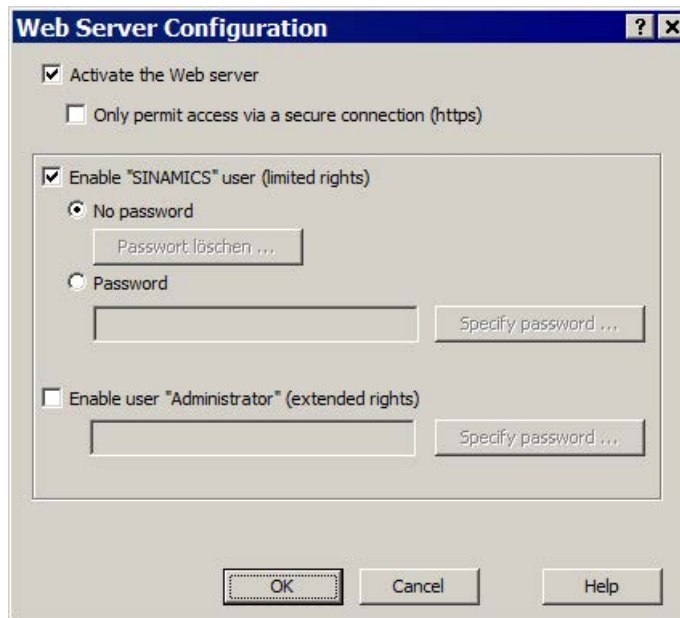 Web Server Configuration
Activate the Web server
Only permit access via a secure connection (https)
Enable "SINAMICS" user (limited rights)
No password
Passwort löschen ...
Password
Specify password ...
Enable user "Administrator" (extended rights)
Specify password ...
OK Cancel Help